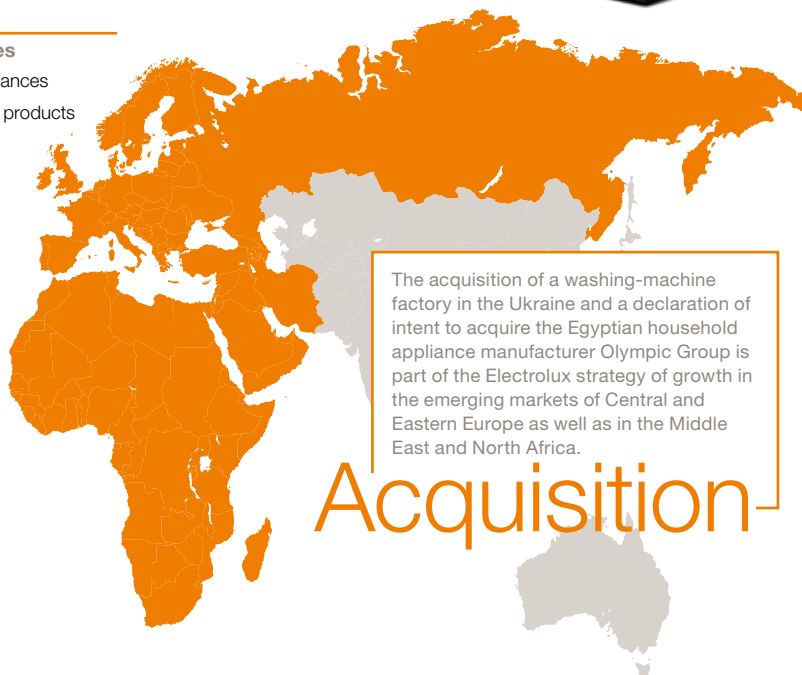 es
ances
products
The acquisition of a washing-machine
factory in the Ukraine and a declaration of
intent to acquire the Egyptian household
appliance manufacturer Olympic Group is
part of the Electrolux strategy of growth in
the emerging markets of Central and
Eastern Europe as well as in the Middle
East and North Africa.
Acquisition